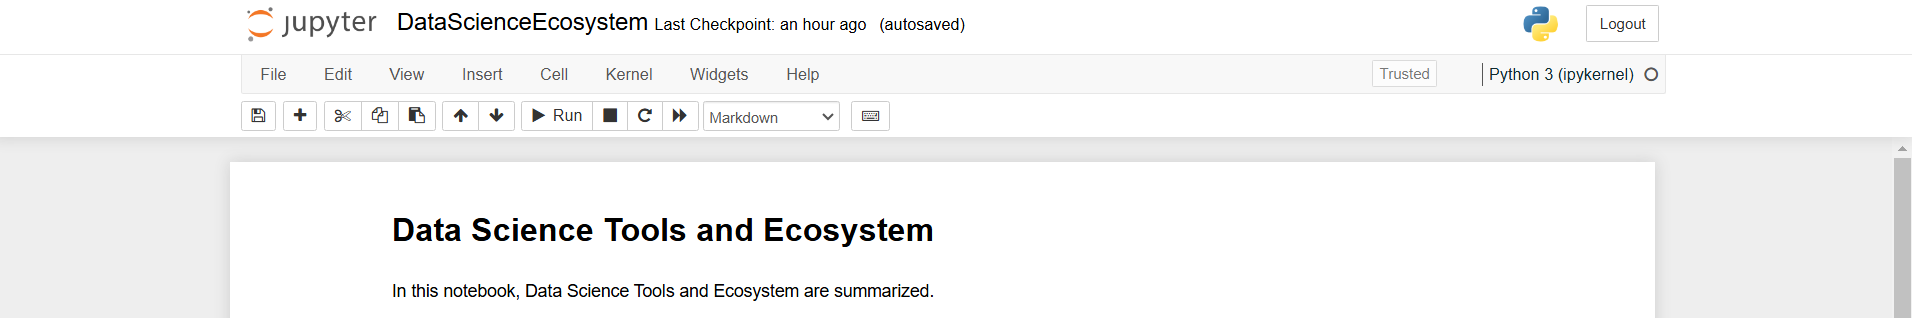 jupyter DataScienceEcosystem Last Checkpoint: an hour ago (autosaved) Logout
File Edit View Insert Cell Kernel Widgets Help Trusted Python 3 (ipykernel)
Run Markdown
Data Science Tools and Ecosystem
In this notebook, Data Science Tools and Ecosystem are summarized.